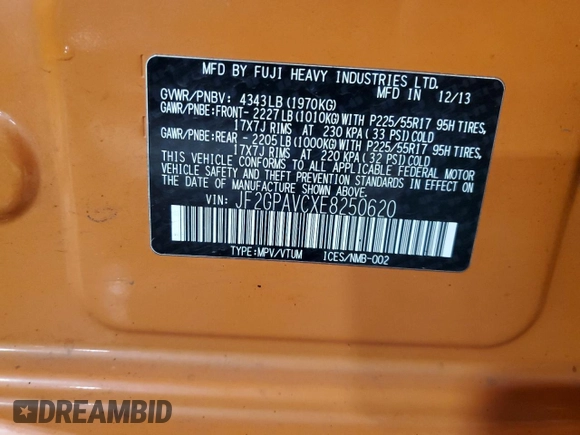 MFD BY FUJI HEAVY INDUSTRIES LTD. IN 12/13
GVWR/PNBV: 4343LB (1970KG)
GAWR/PNBE:FRONT- 2227LB (1010KG) WITH P225/55R17 95H TIRES,
17X7J RIMS AT 230 KPA (33 PSI) COLD
GAWR/PNBE:REAR - 2205LB (1000KG) WITH P225/55R17 95H TIRES,
17X7J RIMS AT 220 KPA (32 PSI) COLD
THIS VEHICLE CONFORMS TO ALL APPLICABLE FEDERAL MOTOR
VEHICLE SAFETY AND THEFT PREVENTION STANDARDS IN
EFFECT ON THE DATE OF MANUFACTURE SHOWN ABOVE.
VIN: JF2GPAVCXE8250620
TYPE:MPV/VTUM ICES/NMB-002
DREAMBID